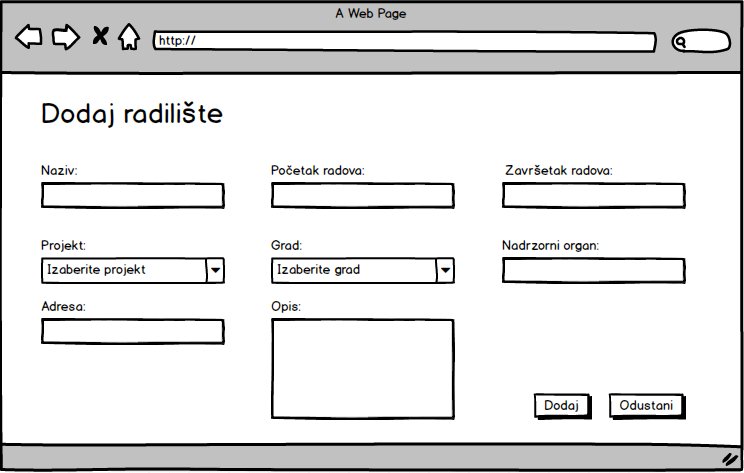 A Web Page
http://
Dodaj radilište
Naziv:
Početak radova:
Završetak radova:
Projekt:
Grad:
Nadrzorni organ:
Izaberite projekt
Izaberite grad
Adresa:
Opis:
Dodaj
Odustani